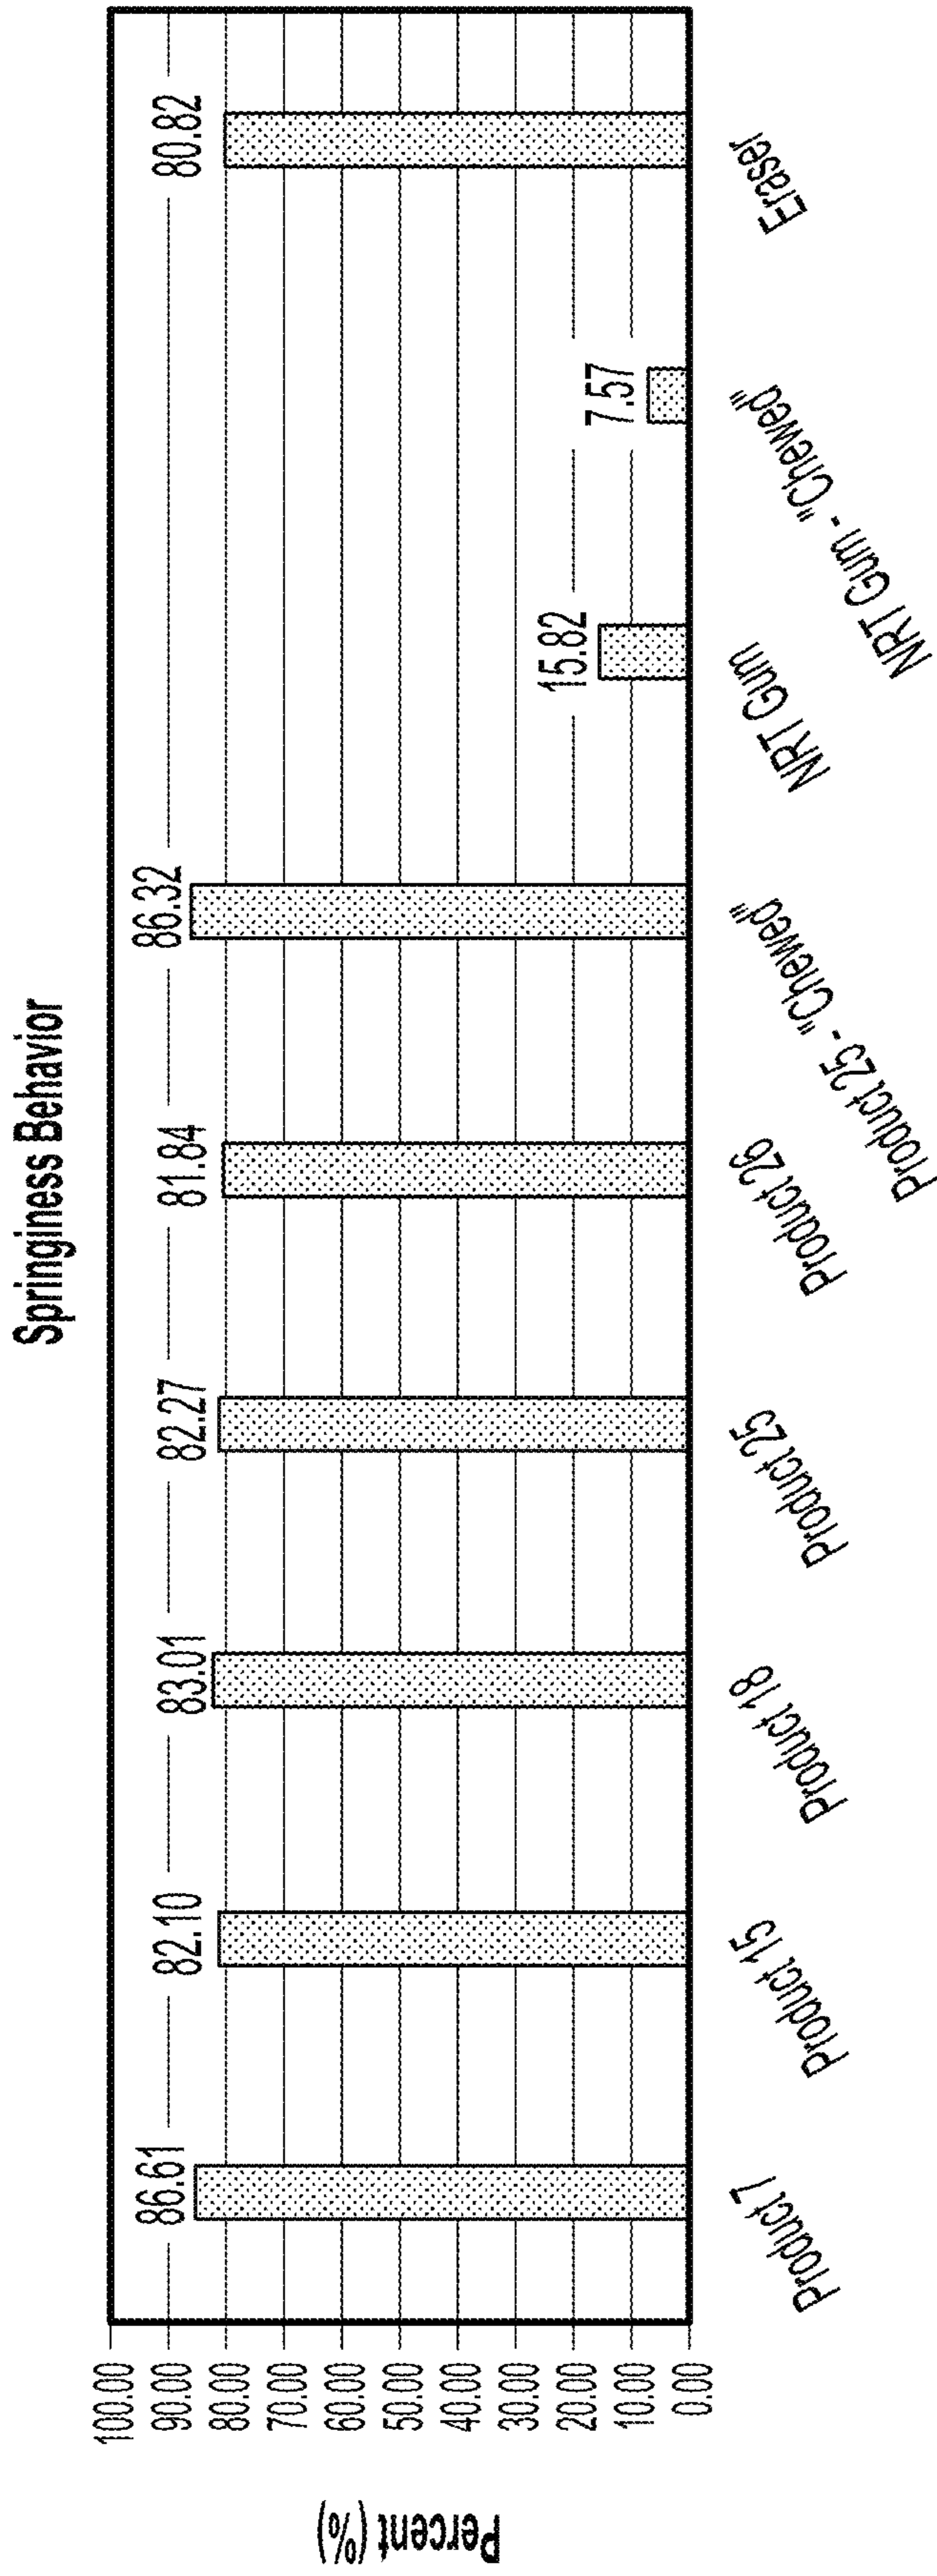 Springiness Behavior
Percent (%)
100.00
90.00
80.00
70.00
60.00
50.00
40.00
30.00
20.00
10.00
0.00
86.61
82.10
83.01
82.27
81.84
86.32
15.82
7.57
80.82
Product 7
Product 15
Product 18
Product 25
Product 26
Product 25 - "Chewed"
NRT Gum
NRT Gum - "Chewed"
Eraser